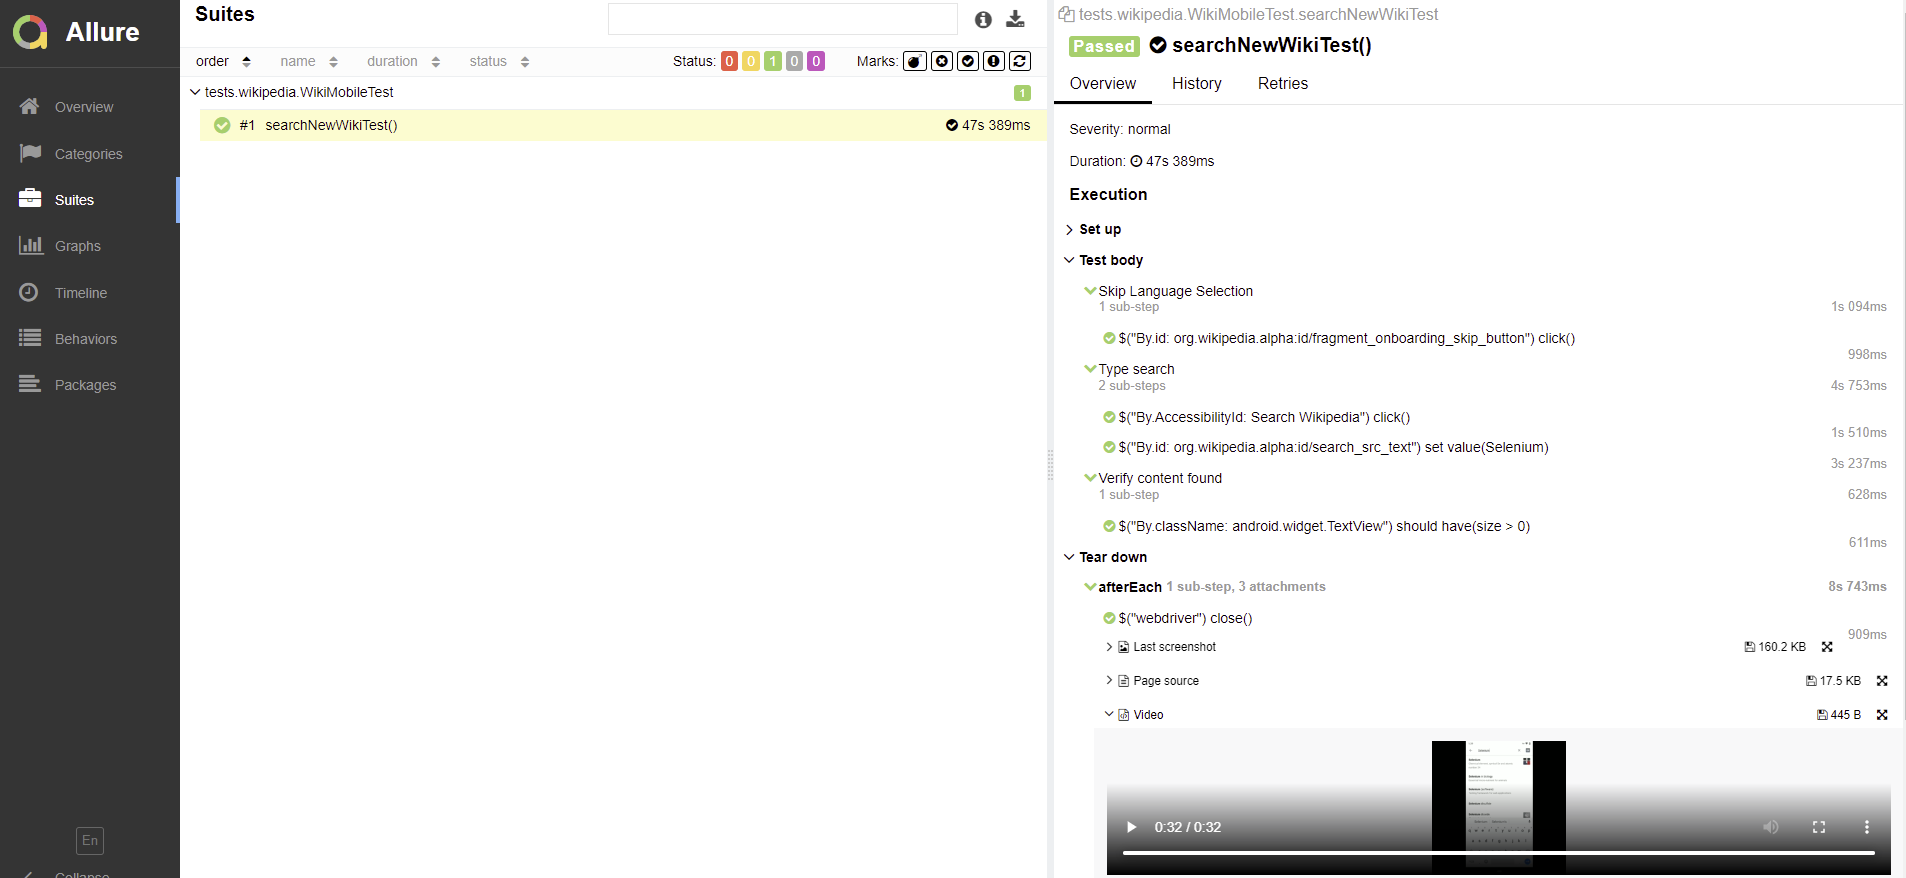 Allure
Overview
Categories
Suites
Graphs
Timeline
Behaviors
Packages
En
Collapse
Suites
order name duration status
Status: 0 0 1 0 0
Marks:
tests.wikipedia.WikiMobileTest 1
#1 searchNewWikiTest() 47s 389ms
tests.wikipedia.WikiMobileTest.searchNewWikiTest
Passed searchNewWikiTest()
Overview History Retries
Severity: normal
Duration: 47s 389ms
Execution
Set up
Test body
Skip Language Selection
1 sub-step 1s 094ms
$("By.id: org.wikipedia.alpha:id/fragment_onboarding_skip_button") click()
998ms
Type search
2 sub-steps 4s 753ms
$("By.AccessibilityId: Search Wikipedia") click()
1s 510ms
$("By.id: org.wikipedia.alpha:id/search_src_text") set value(Selenium)
3s 237ms
Verify content found
1 sub-step 628ms
$("By.className: android.widget.TextView") should have(size > 0)
611ms
Tear down
afterEach 1 sub-step, 3 attachments 8s 743ms
$("webdriver") close()
909ms
Last screenshot 160.2 KB
Page source 17.5 KB
Video 445 B
0:32 / 0:32